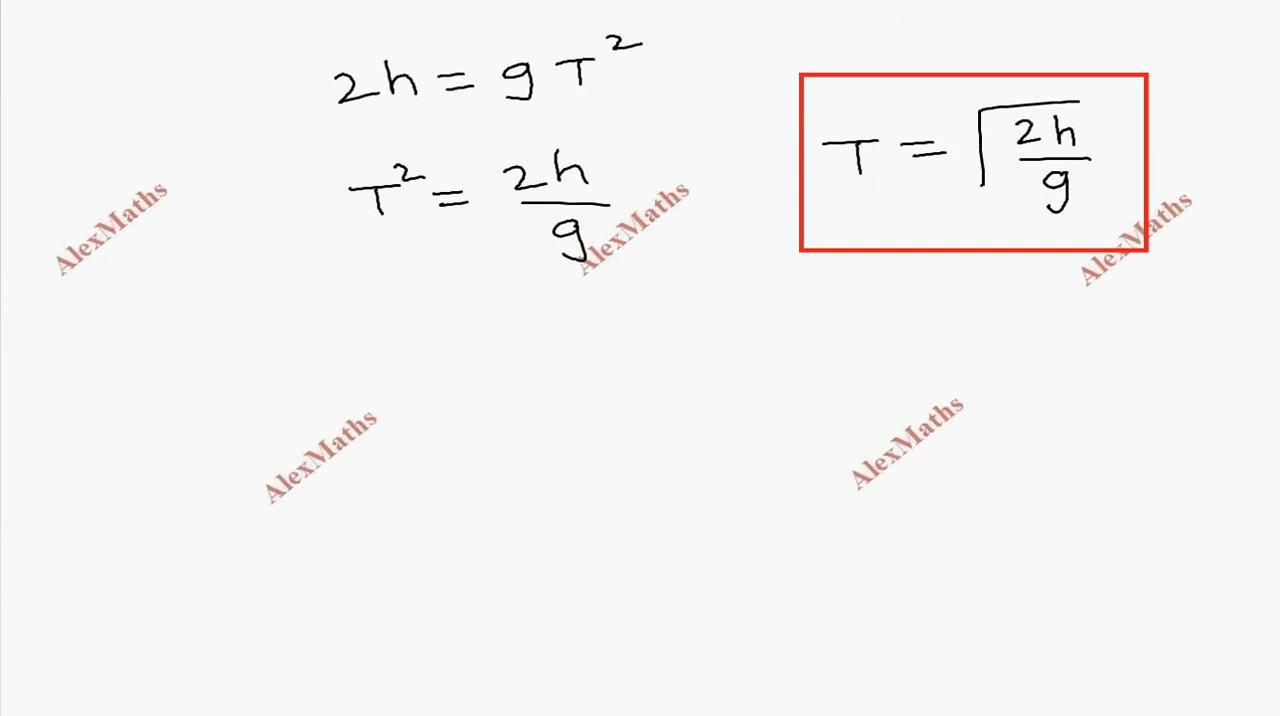 2h = gT²
T² = 2h/g
T = √(2h/g)
AlexMaths
AlexMaths
AlexMaths
AlexMaths
AlexMaths